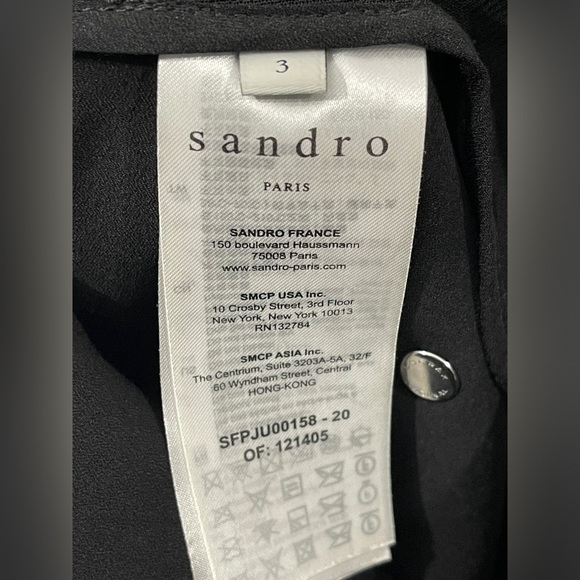 3
sandro
PARIS
SANDRO FRANCE
150 boulevard Haussmann
75008 Paris
www.sandro-paris.com
SMCP USA Inc.
10 Crosby Street, 3rd Floor
New York, New York 10013
RN132784
SMCP ASIA Inc.
The Centrium, Suite 3203A-5A, 32/F
60 Wyndham Street, Central
HONG-KONG
SFPJU00158 - 20
OF: 121405